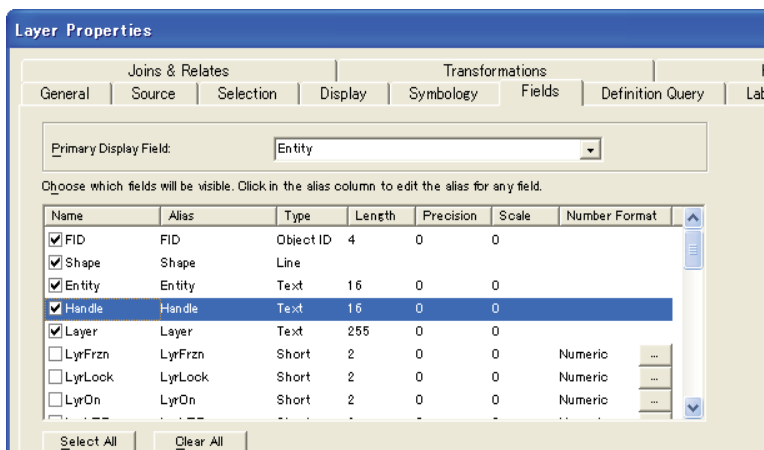 Layer Properties
Joins & Relates Transformations
General Source Selection Display Symbology Fields Definition Query
Primary Display Field: Entity
Choose which fields will be visible. Click in the alias column to edit the alias for any field.
Name Alias Type Length Precision Scale Number Format
FID FID Object ID 4 0 0
Shape Shape Line
Entity Entity Text 16 0 0
Handle Handle Text 16 0 0
Layer Layer Text 255 0 0
LyrFrzn LyrFrzn Short 2 0 0 Numeric ...
LyrLock LyrLock Short 2 0 0 Numeric ...
LyrOn LyrOn Short 2 0 0 Numeric ...
Select All Clear All